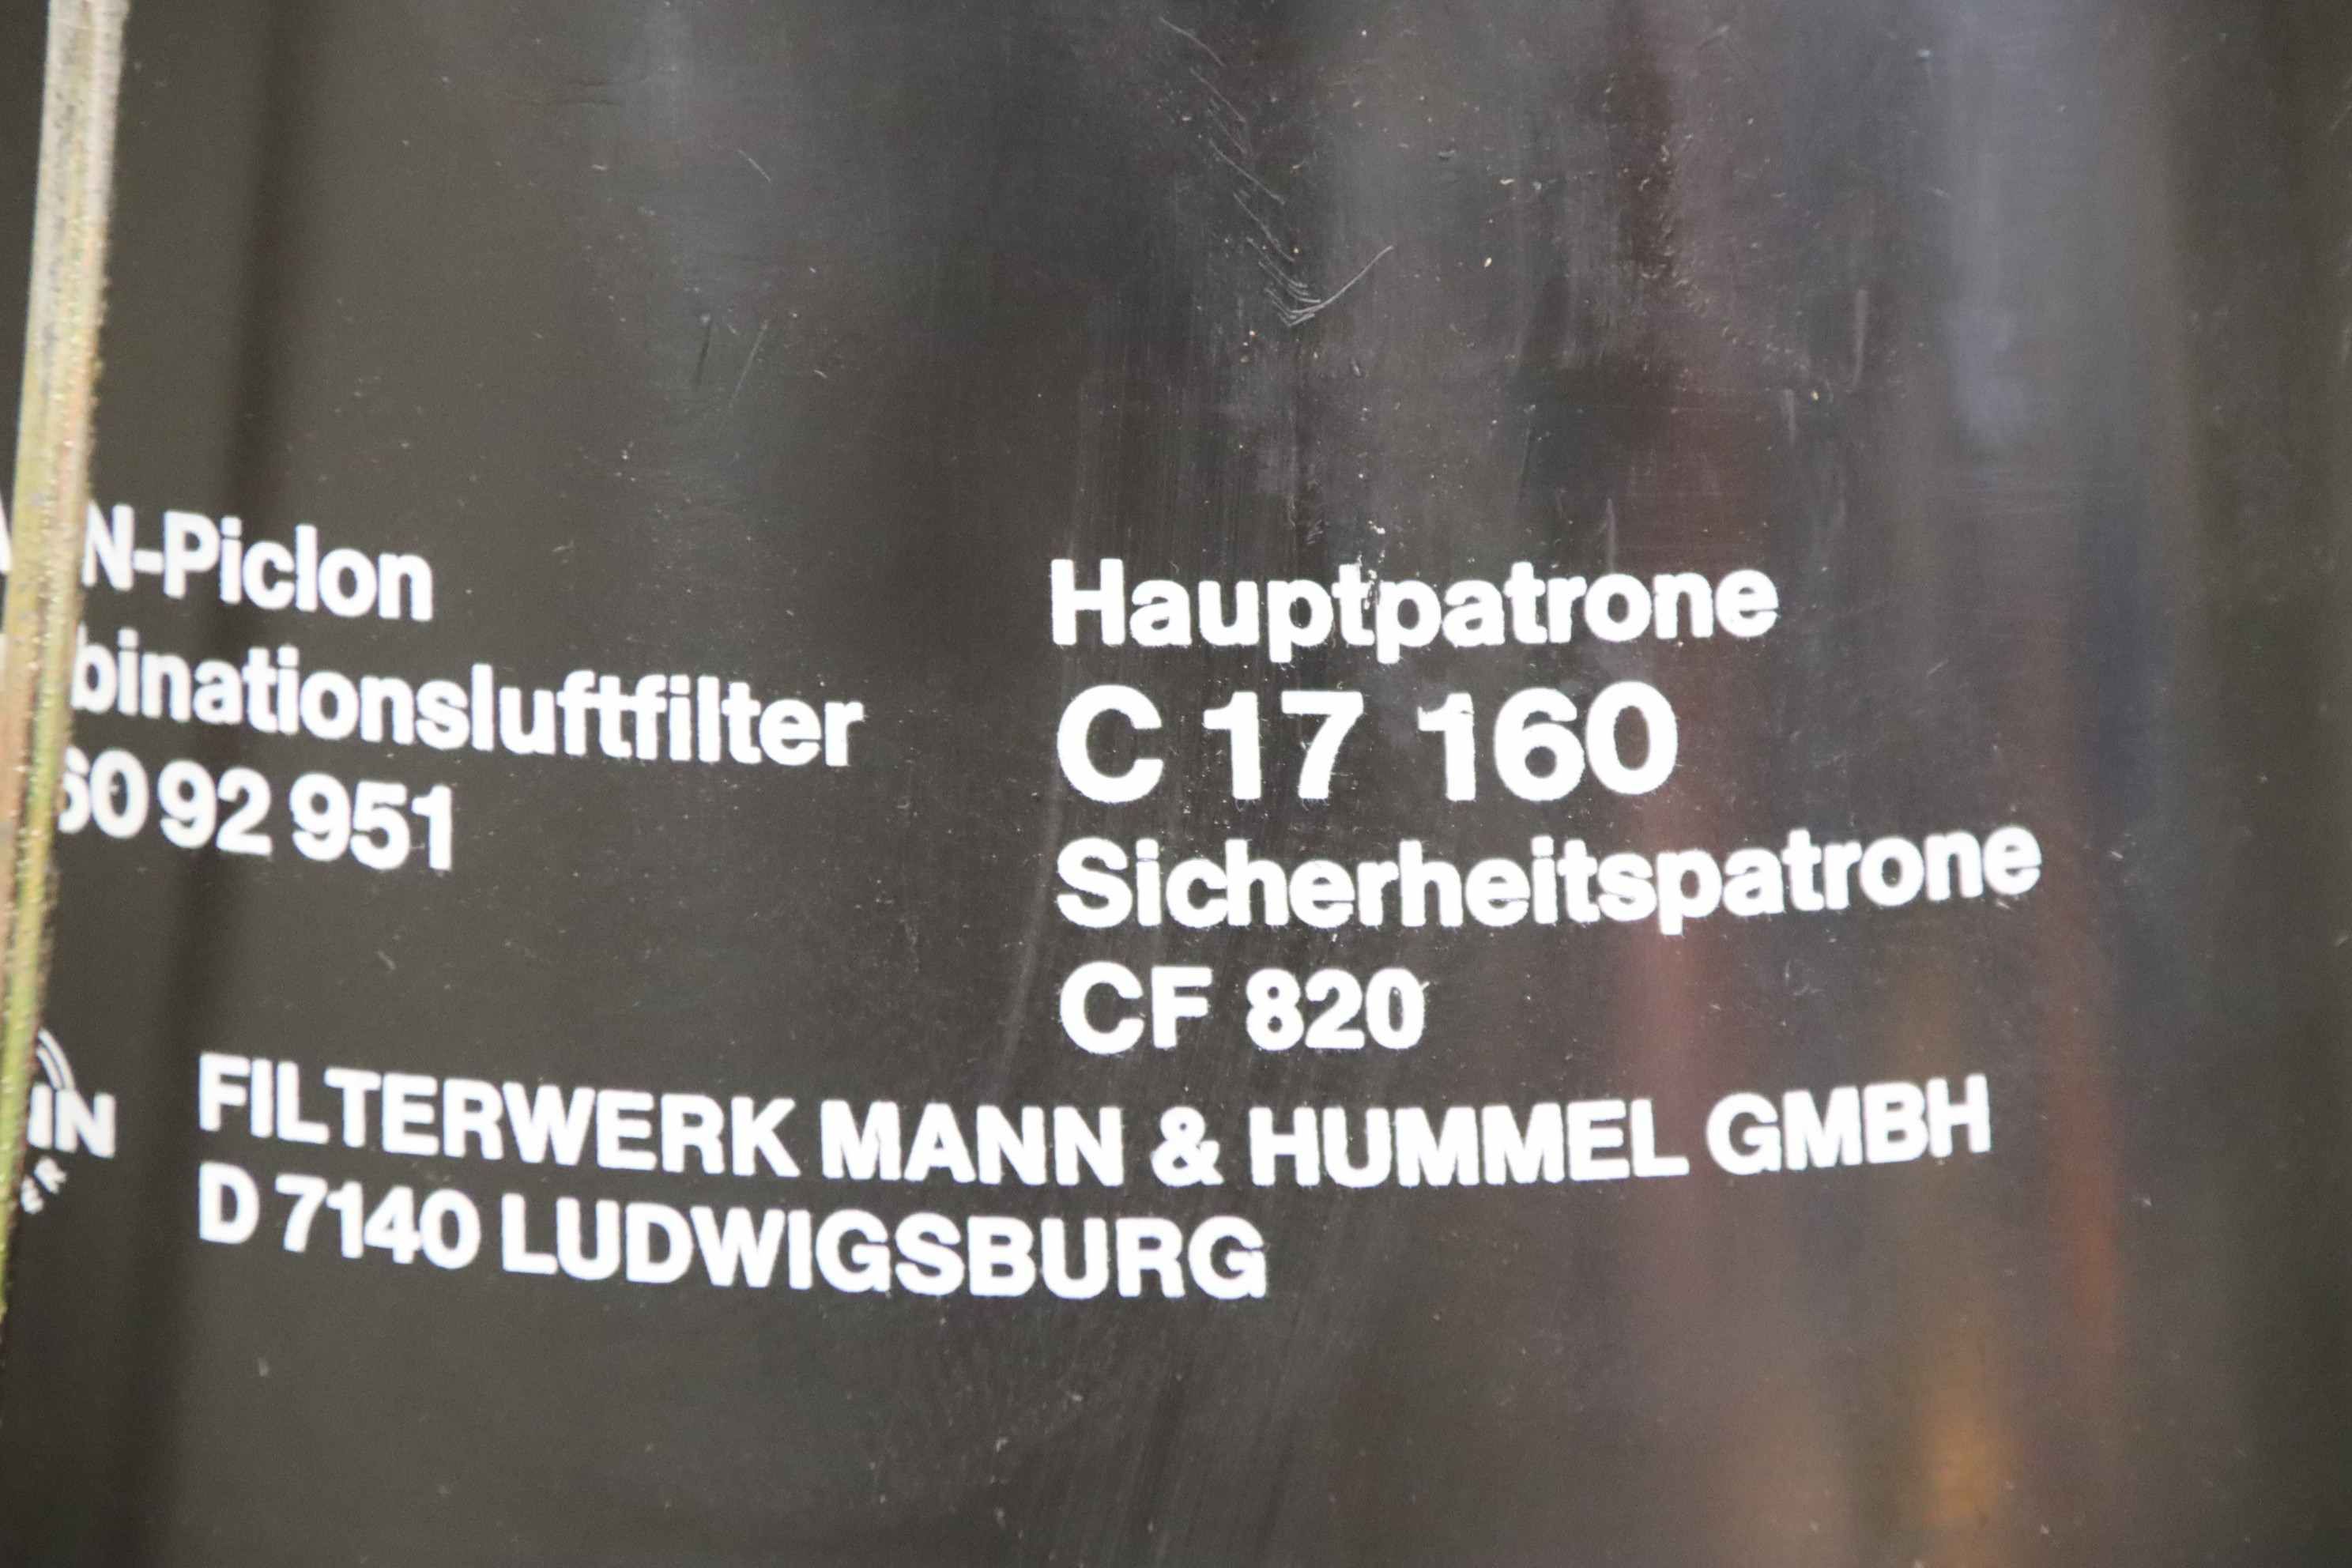 N-Piclon
binationsluftfilter
60 92 951
Hauptpatrone
C 17 160
Sicherheitspatrone
CF 820
FILTERWERK MANN & HUMMEL GMBH
D 7140 LUDWIGSBURG